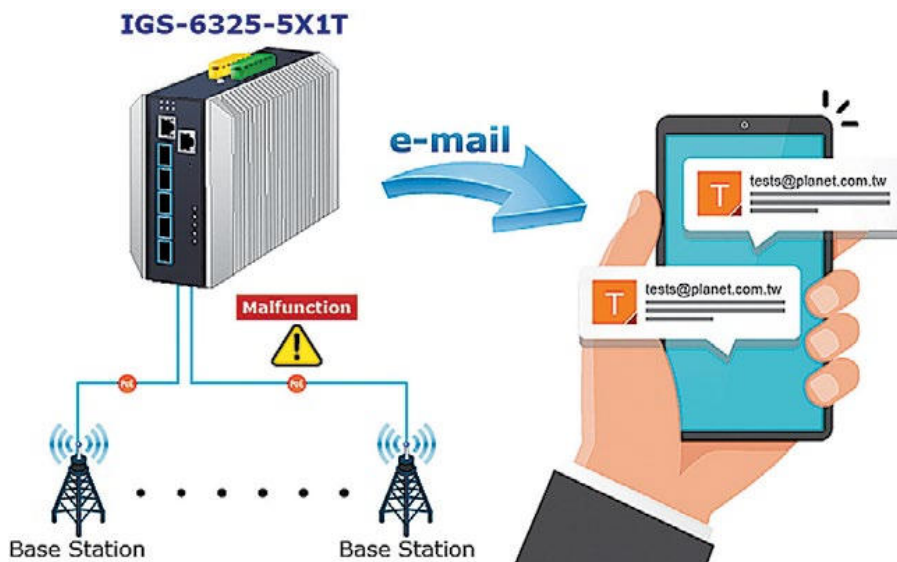 IGS-6325-5X1T
e-mail
T
tests@planet.com.tw
T
tests@planet.com.tw
Malfunction
PoE
PoE
Base Station
Base Station